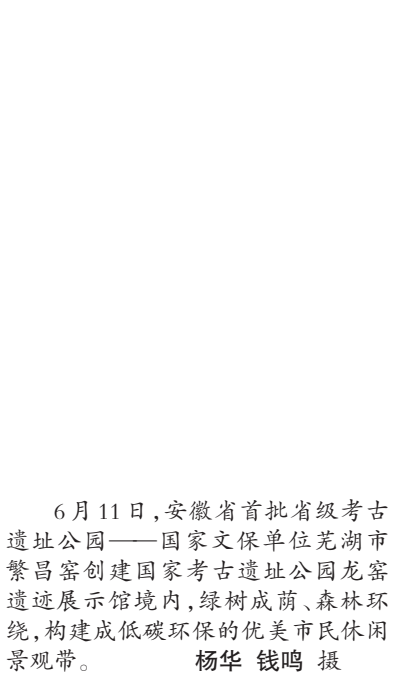 6月11日,安徽省首批省级考古
遗址公园——国家文保单位芜湖市
繁昌窑创建国家考古遗址公园龙窑
遗迹展示馆境内,绿树成荫、森林环
绕,构建成低碳环保的优美市民休闲
景观带。 杨华 钱鸣 摄